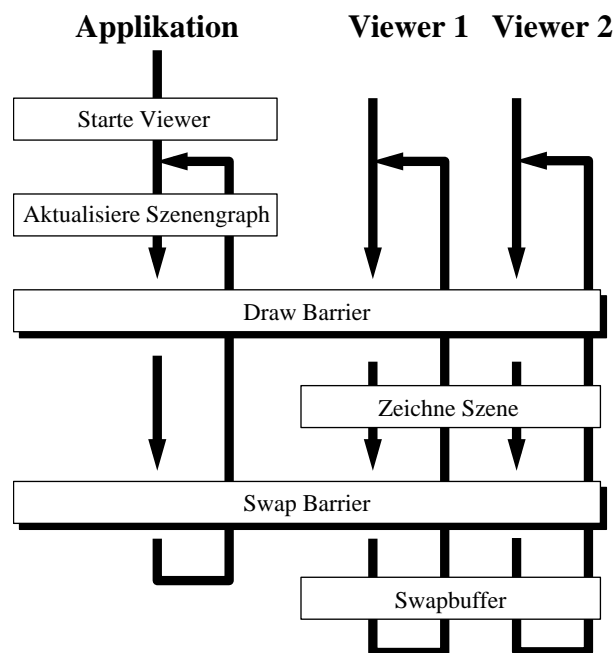 Applikation Viewer 1 Viewer 2
Starte Viewer
Aktualisiere Szenengraph
Draw Barrier
Zeichne Szene
Swap Barrier
Swapbuffer